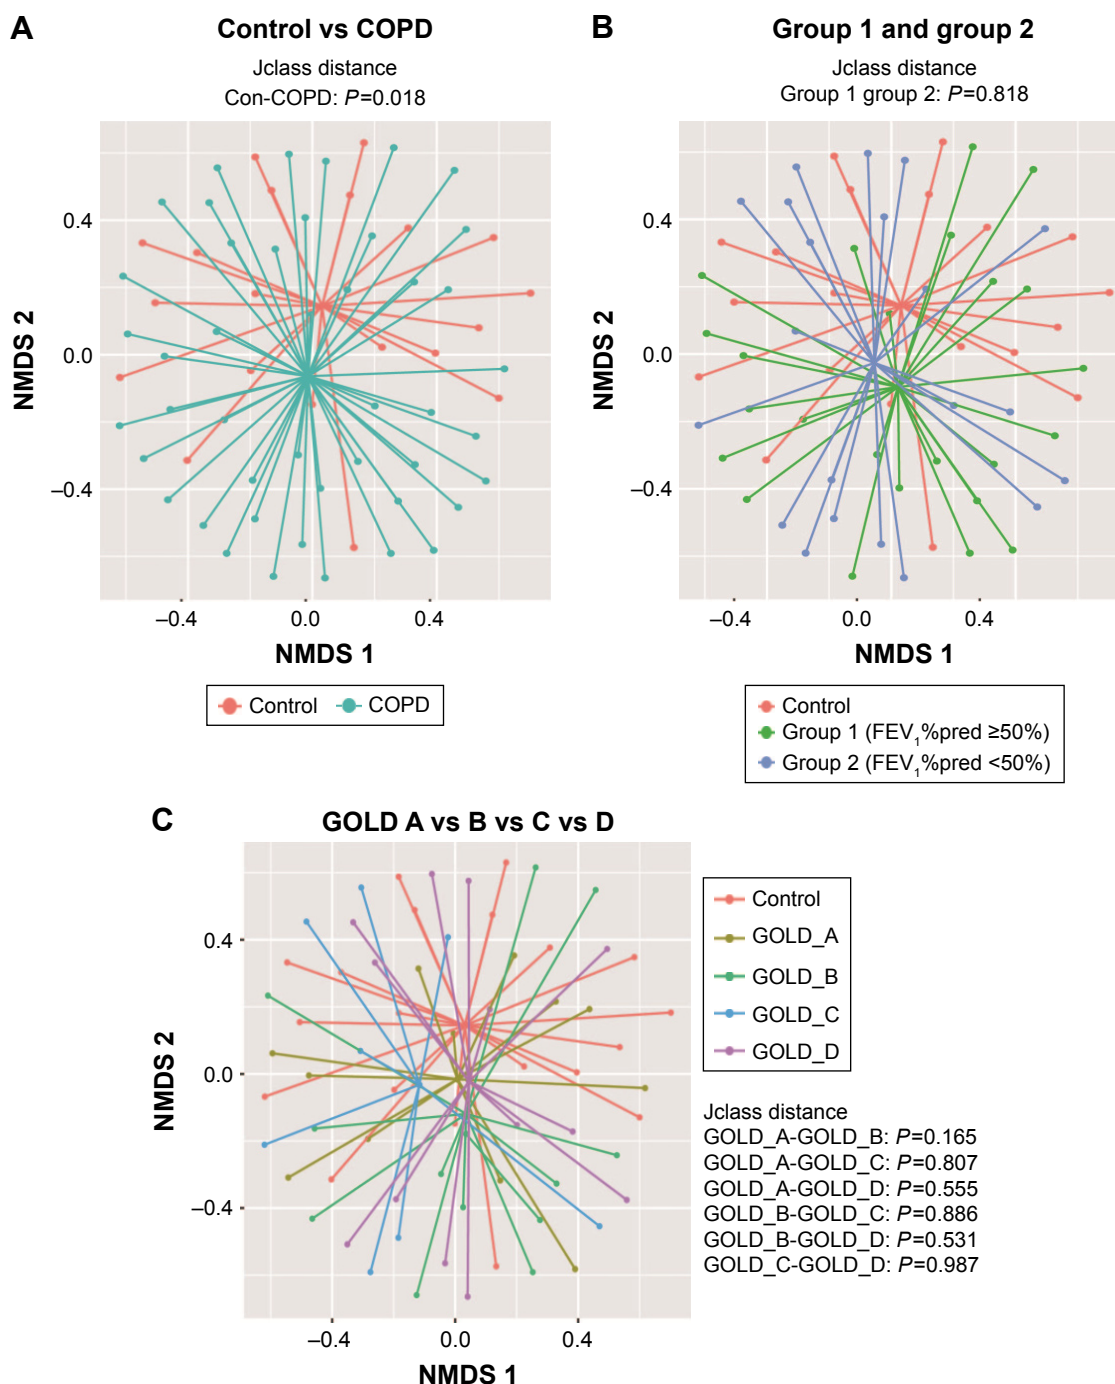 A
Control vs COPD
Jclass distance
Con-COPD: P=0.018
NMDS 2
0.4
0.0
–0.4
–0.4
0.0
0.4
NMDS 1
Control
COPD
B
Group 1 and group 2
Jclass distance
Group 1 group 2: P=0.818
NMDS 2
0.4
0.0
–0.4
–0.4
0.0
0.4
NMDS 1
Control
Group 1 (FEV₁%pred ≥50%)
Group 2 (FEV₁%pred <50%)
C
GOLD A vs B vs C vs D
NMDS 2
0.4
0.0
–0.4
–0.4
0.0
0.4
NMDS 1
Control
GOLD_A
GOLD_B
GOLD_C
GOLD_D
Jclass distance
GOLD_A-GOLD_B: P=0.165
GOLD_A-GOLD_C: P=0.807
GOLD_A-GOLD_D: P=0.555
GOLD_B-GOLD_C: P=0.886
GOLD_B-GOLD_D: P=0.531
GOLD_C-GOLD_D: P=0.987